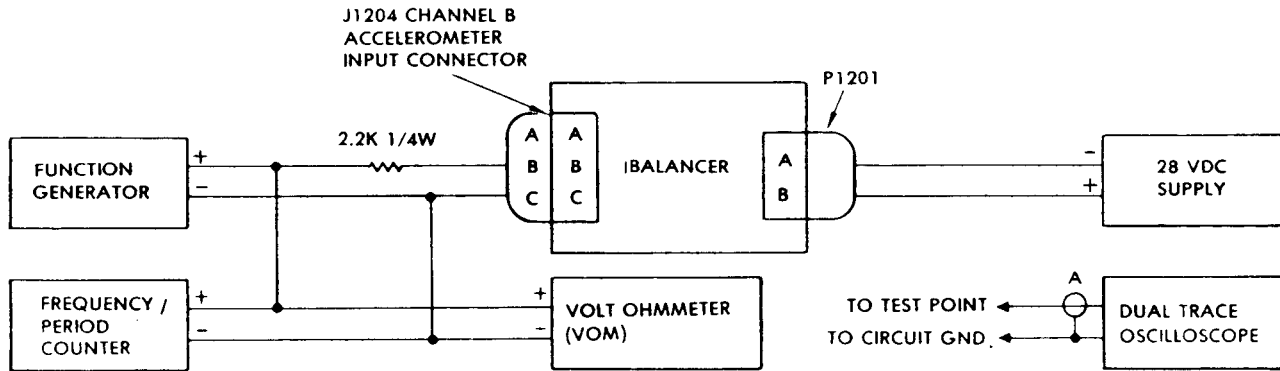 J1204 CHANNEL B
ACCELEROMETER
INPUT CONNECTOR
P1201
2.2K 1/4W
FUNCTION
GENERATOR
+
-
A
B
C
A
B
C
IBALANCER
A
B
-
+
28 VDC
SUPPLY
FREQUENCY /
PERIOD
COUNTER
+
-
+
-
VOLT OHMMETER
(VOM)
TO TEST POINT
TO CIRCUIT GND.
A
DUAL TRACE
OSCILLOSCOPE